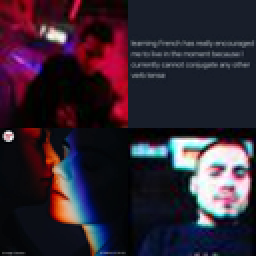 learning French has really encouraged
me to live in the moment because I
currently cannot conjugate any other
verb tense